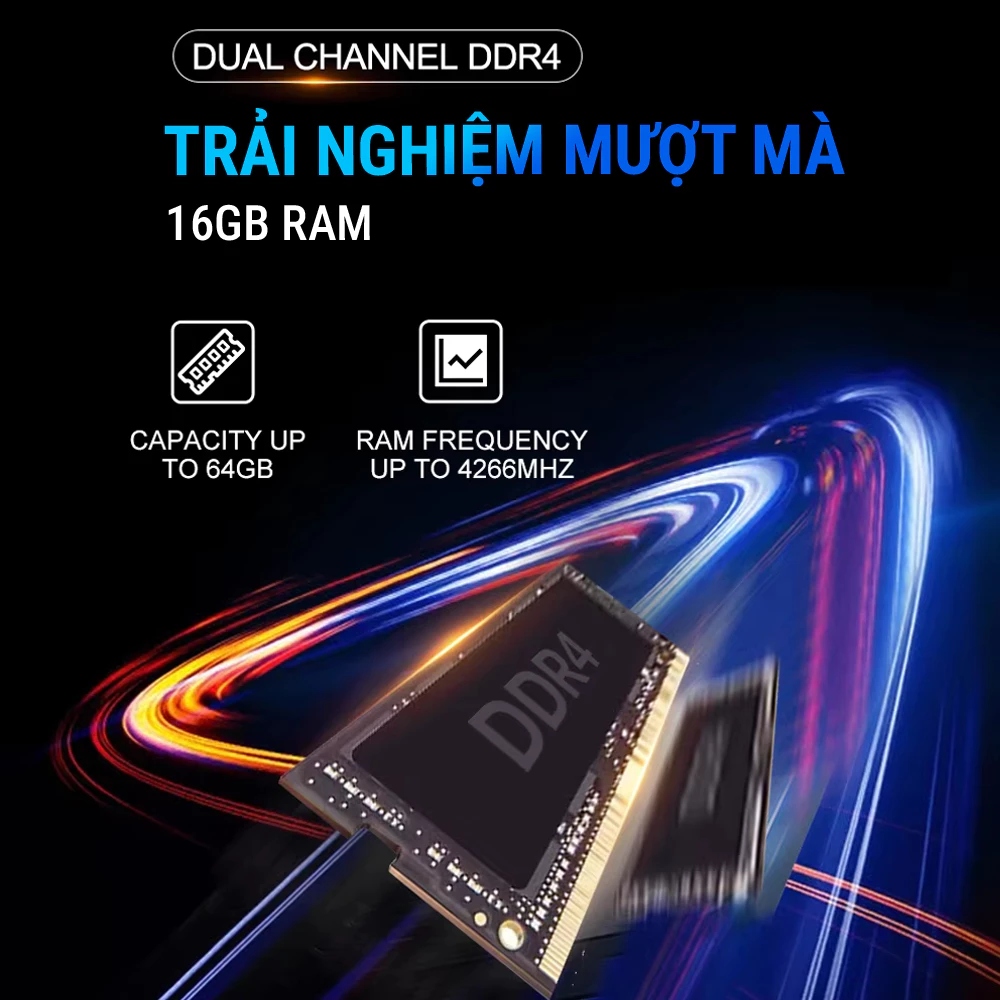 DUAL CHANNEL DDR4
TRẢI NGHIỆM MƯỢT MÀ
16GB RAM
CAPACITY UP
TO 64GB
RAM FREQUENCY
UP TO 4266MHZ
DDR4